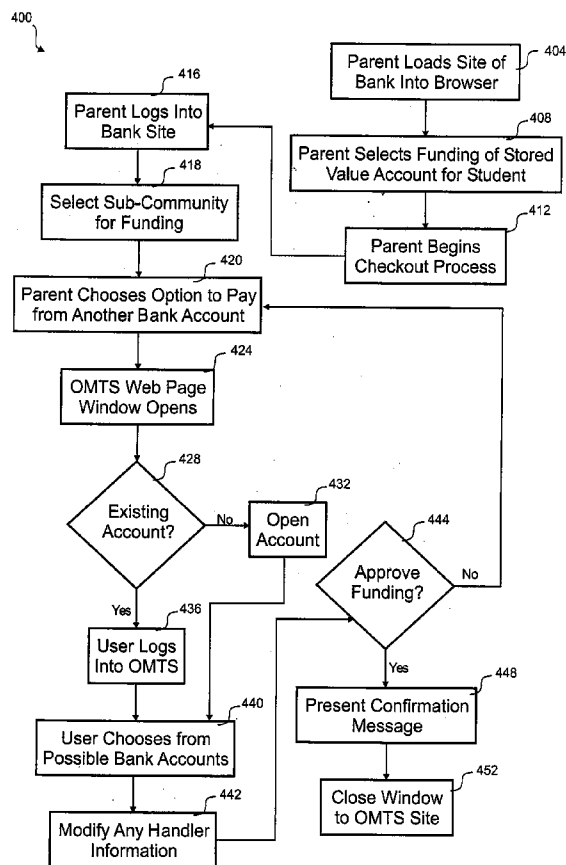 400
404
Parent Loads Site of
Bank Into Browser
408
Parent Selects Funding of Stored
Value Account for Student
412
Parent Begins
Checkout Process
416
Parent Logs Into
Bank Site
418
Select Sub-Community
for Funding
420
Parent Chooses Option to Pay
from Another Bank Account
424
OMTS Web Page
Window Opens
428
Existing
Account?
No
432
Open
Account
Yes
436
User Logs
Into OMTS
440
User Chooses from
Possible Bank Accounts
442
Modify Any Handler
Information
444
Approve
Funding?
No
Yes
448
Present Confirmation
Message
452
Close Window
to OMTS Site